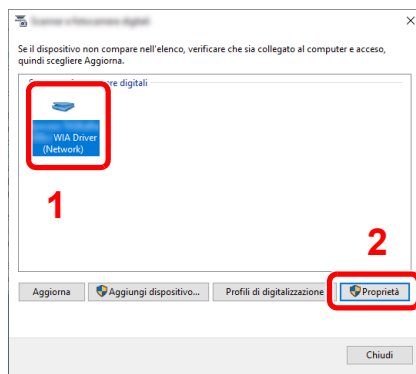 Se il dispositivo non compare nell'elenco, verificare che sia collegato al computer e acceso,
quindi scegliere Aggiorna.
digitali
WIA Driver
(Network)
1
2
Aggiorna
Aggiungi dispositivo...
Profili di digitalizzazione
Proprietà
Chiudi